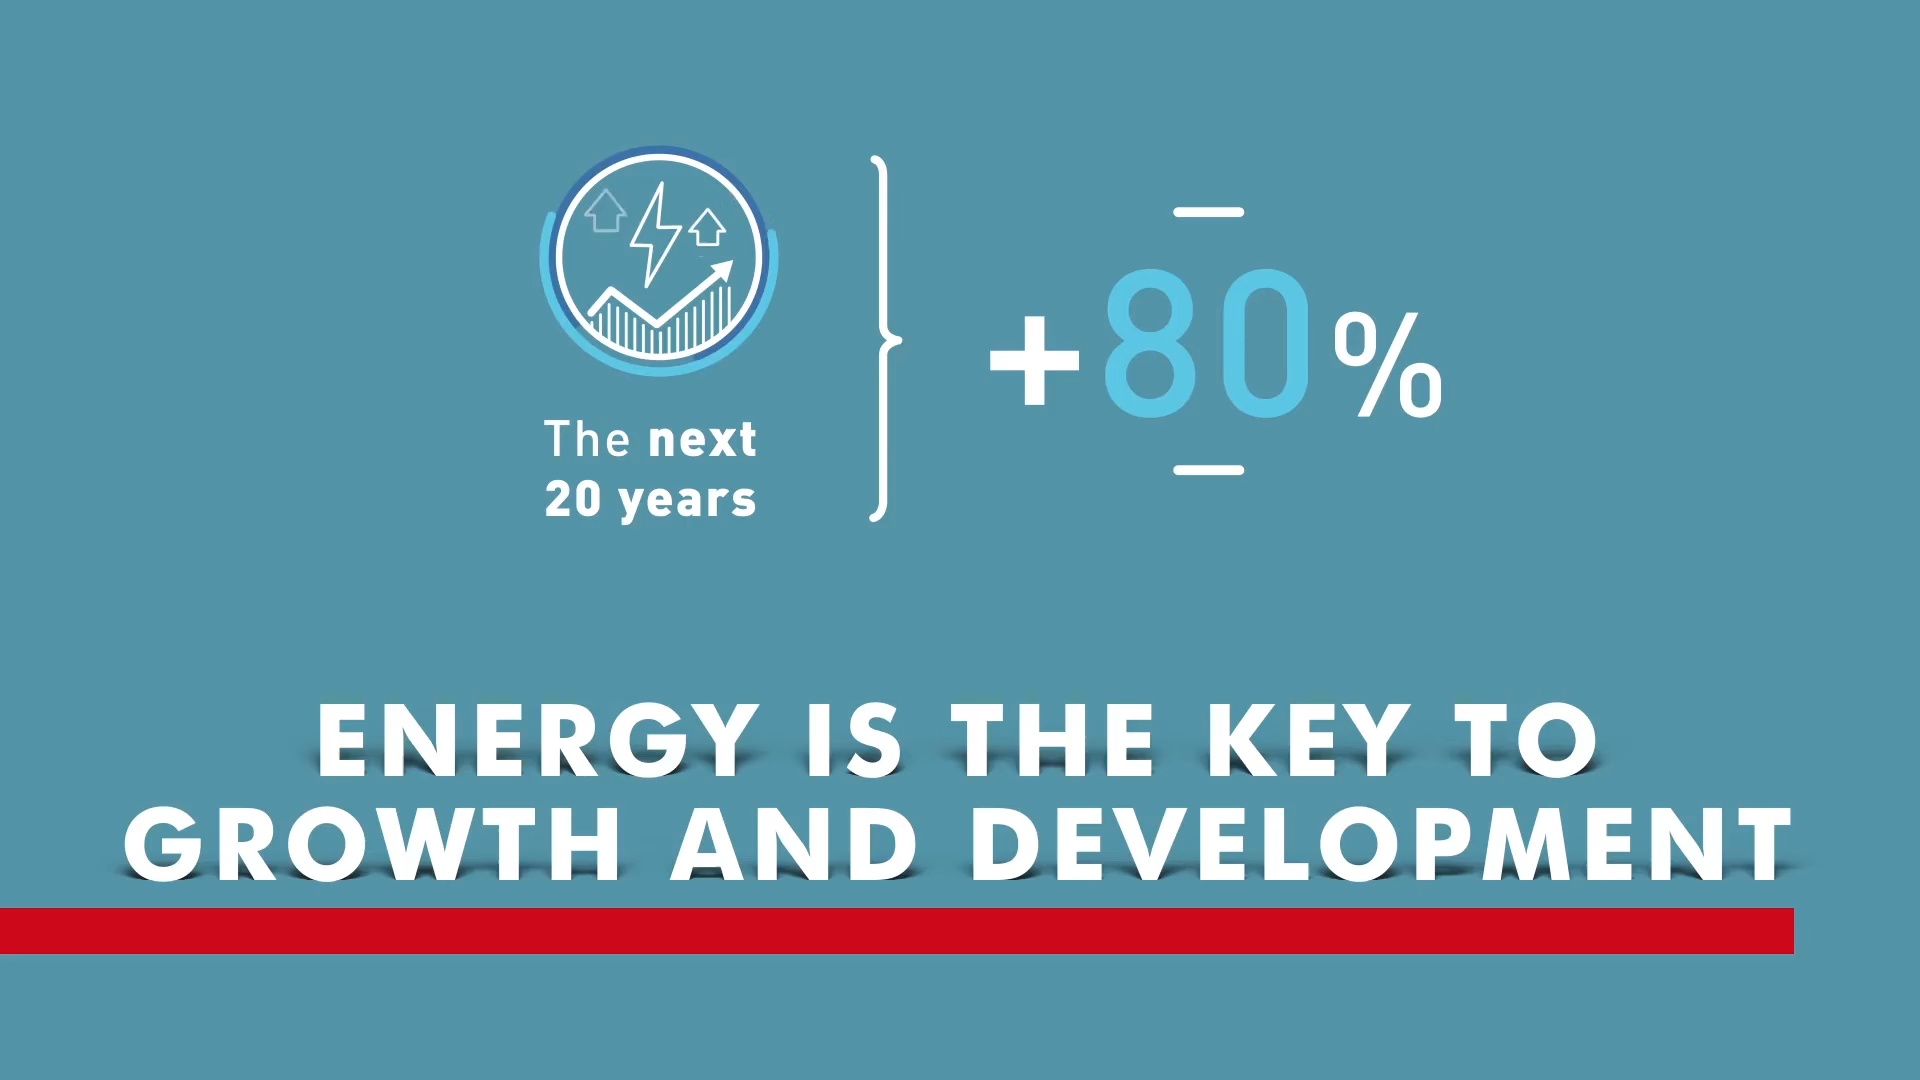 The next
20 years
+80%
ENERGY IS THE KEY TO
GROWTH AND DEVELOPMENT